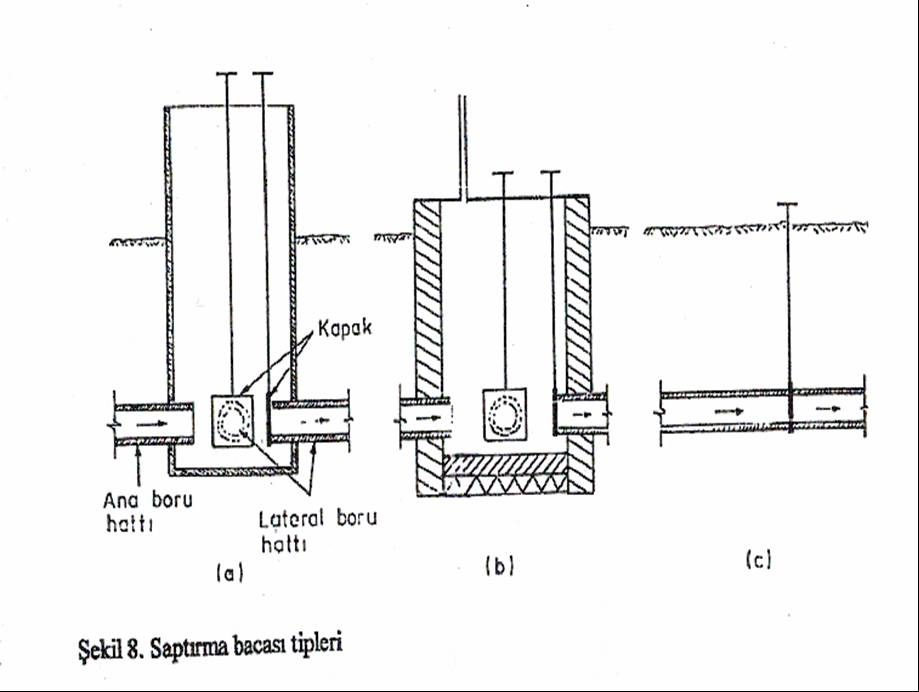 Kapak
Ana boru
hattı
Lateral boru
hattı
(a)
(b)
(c)
Şekil 8. Saptırma bacası tipleri